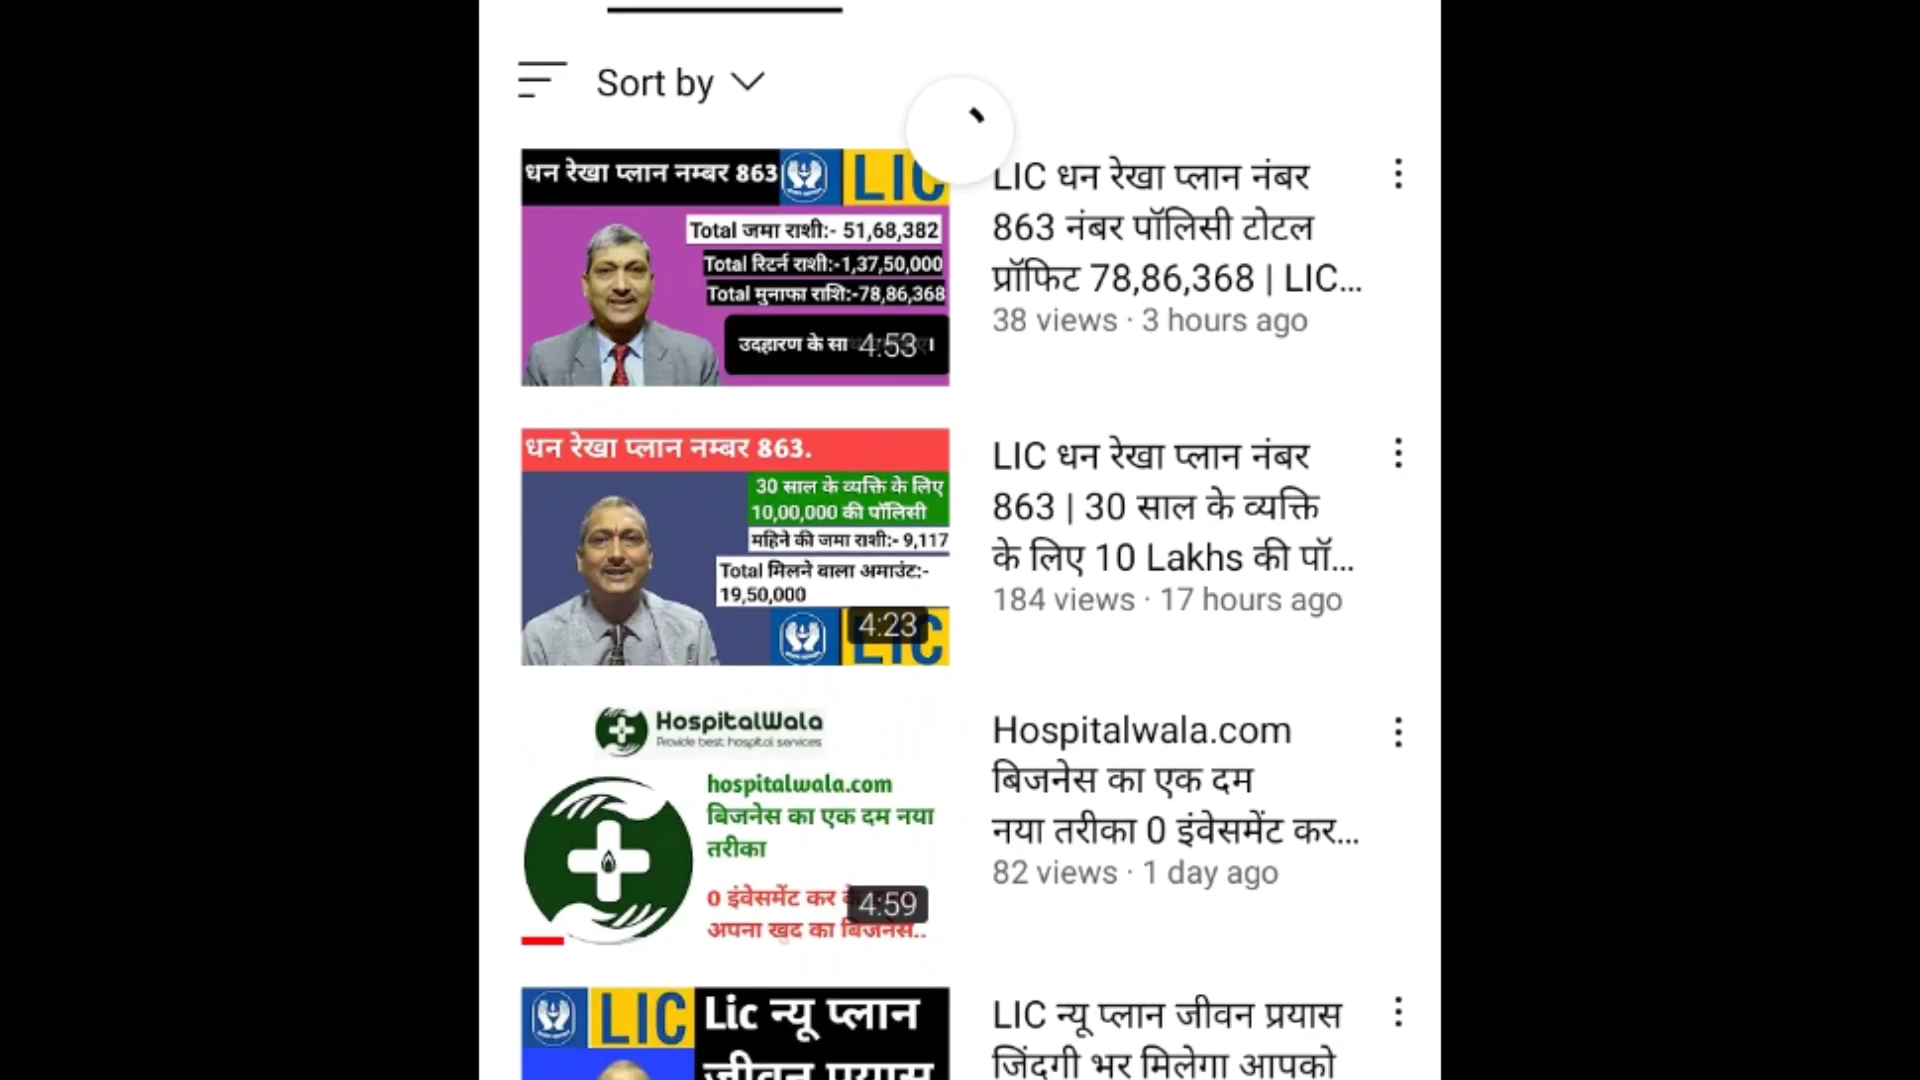 Sort by
धन रेखा प्लान नम्बर 863
LIC
Total जमा राशी:- 51,68,382
Total रिटर्न राशी:-1,37,50,000
Total मुनाफा राशि:-78,86,368
उदहारण के सा
4:53
LIC धन रेखा प्लान नंबर
863 नंबर पॉलिसी टोटल
प्रॉफिट 78,86,368 | LIC...
38 views · 3 hours ago
धन रेखा प्लान नम्बर 863.
30 साल के व्यक्ति के लिए
10,00,000 की पॉलिसी
महिने की जमा राशी:- 9,117
Total मिलने वाला अमाउंट:-
19,50,000
4:23
LIC
LIC धन रेखा प्लान नंबर
863 | 30 साल के व्यक्ति
के लिए 10 Lakhs की पॉ...
184 views · 17 hours ago
HospitalWala
Provide best hospital services
hospitalwala.com
बिजनेस का एक दम नया
तरीका
0 इंवेसमेंट कर
4:59
अपना खुद का बिजनेस..
Hospitalwala.com
बिजनेस का एक दम
नया तरीका 0 इंवेसमेंट कर...
82 views · 1 day ago
LIC
Lic न्यू प्लान
जीवन प्रयास
LIC न्यू प्लान जीवन प्रयास
जिंदगी भर मिलेगा आपको